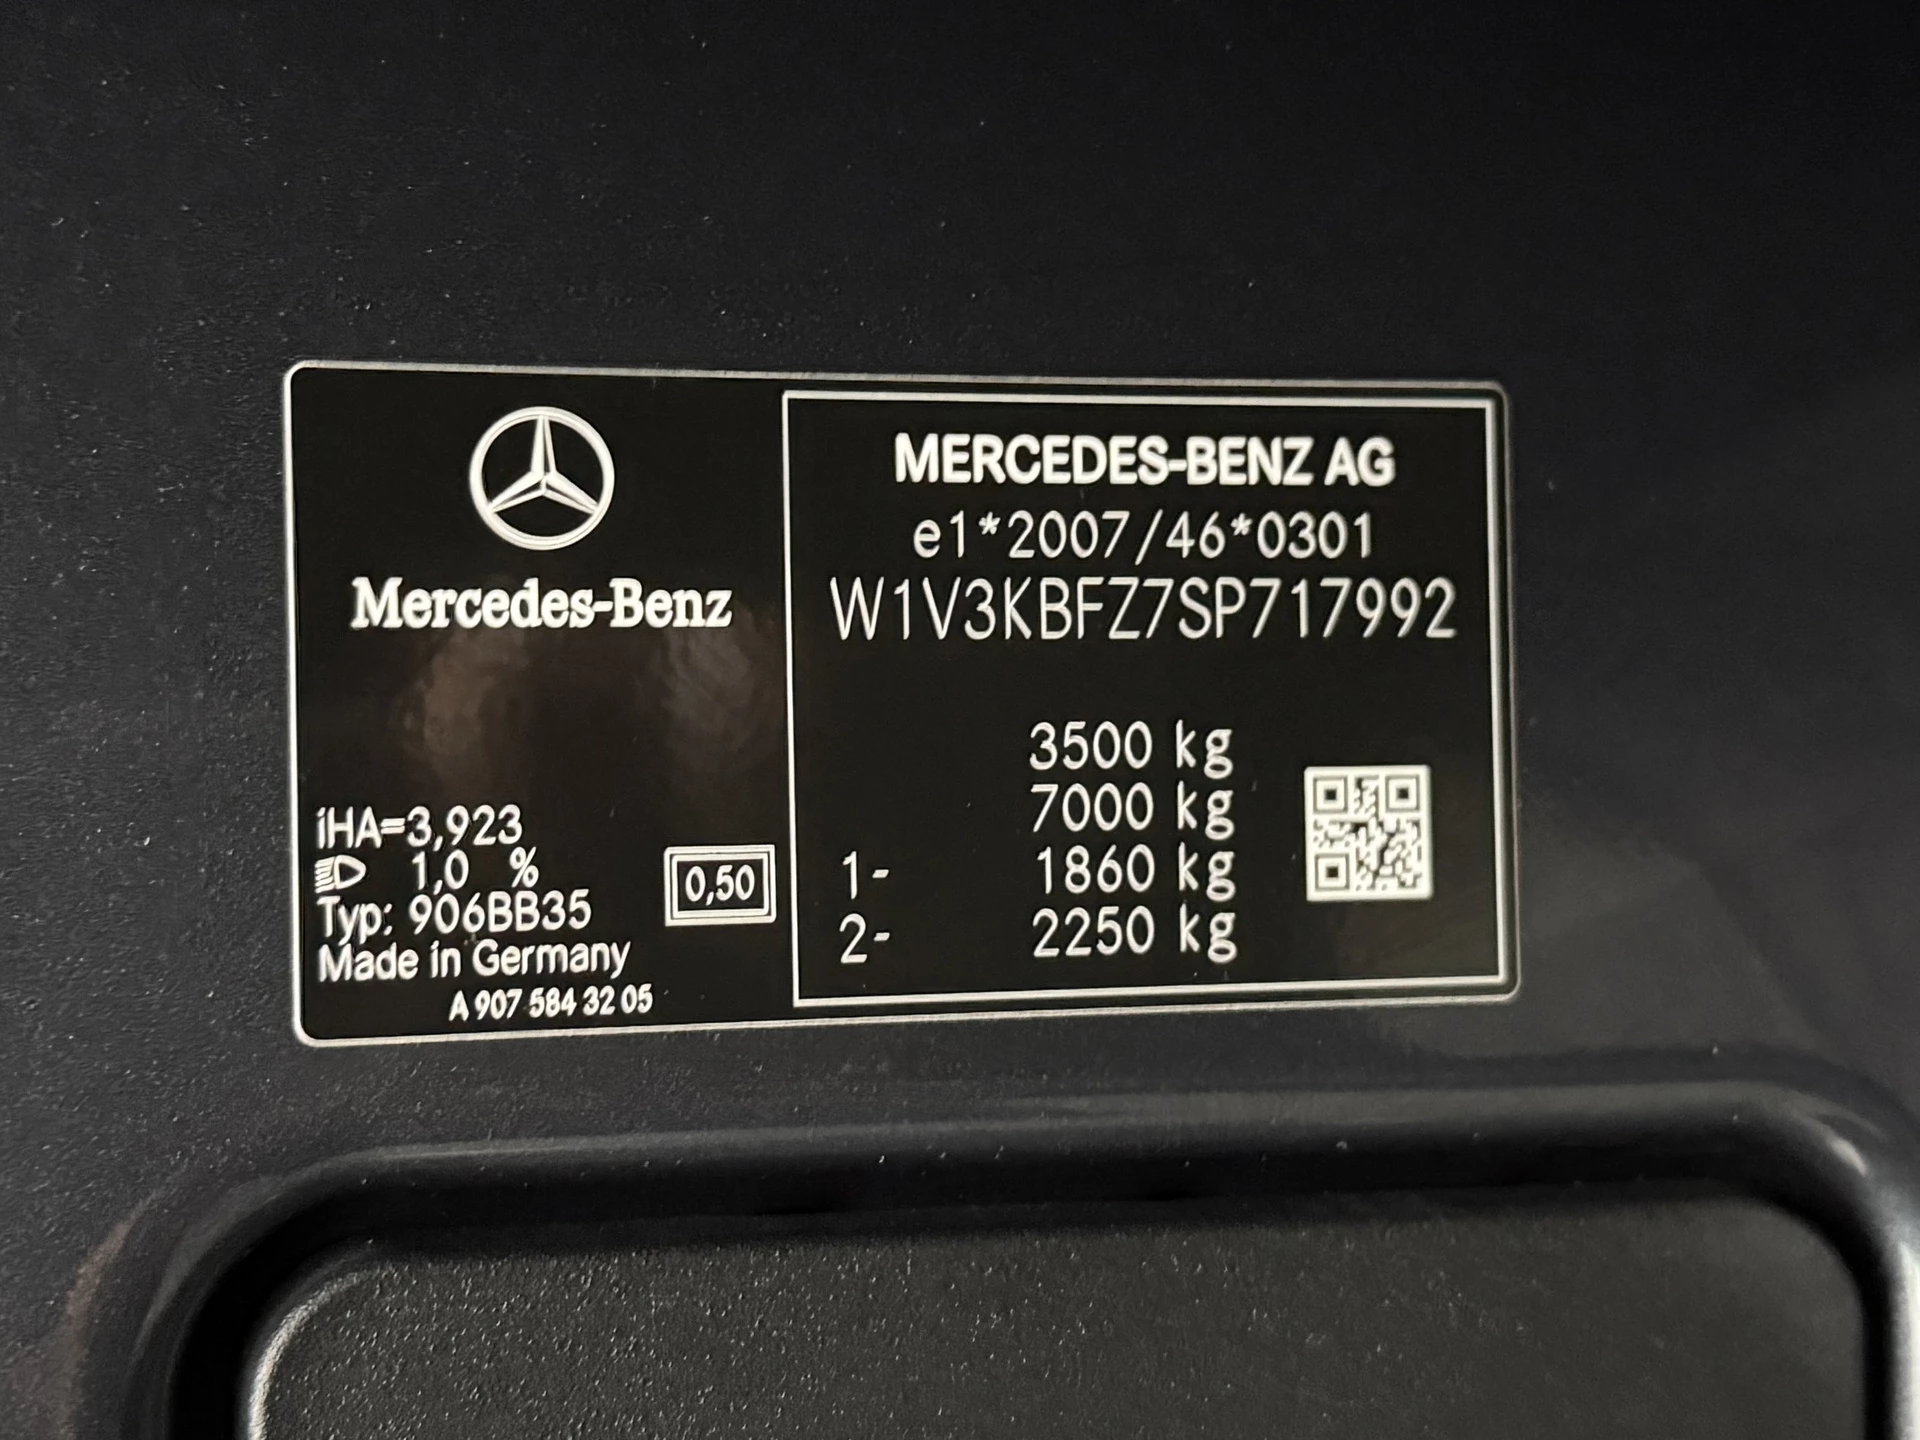 Mercedes-Benz
iHA=3,923
1,0 %
Typ: 906BB35
Made in Germany
A 907 584 32 05
0,50
MERCEDES-BENZ AG
e1*2007/46*0301
W1V3KBFZ7SP717992
3500 kg
7000 kg
1- 1860 kg
2- 2250 kg